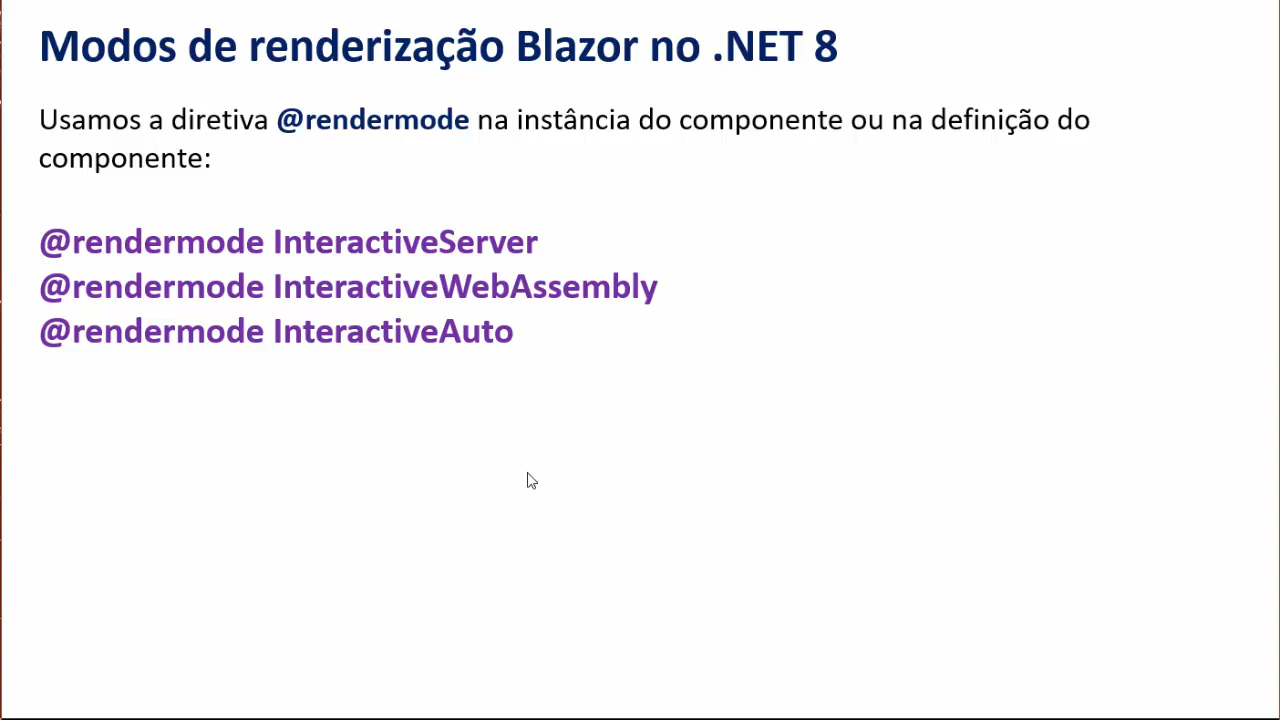 Modos de renderização Blazor no .NET 8
Usamos a diretiva @rendermode na instância do componente ou na definição do
componente:
@rendermode InteractiveServer
@rendermode InteractiveWebAssembly
@rendermode InteractiveAuto